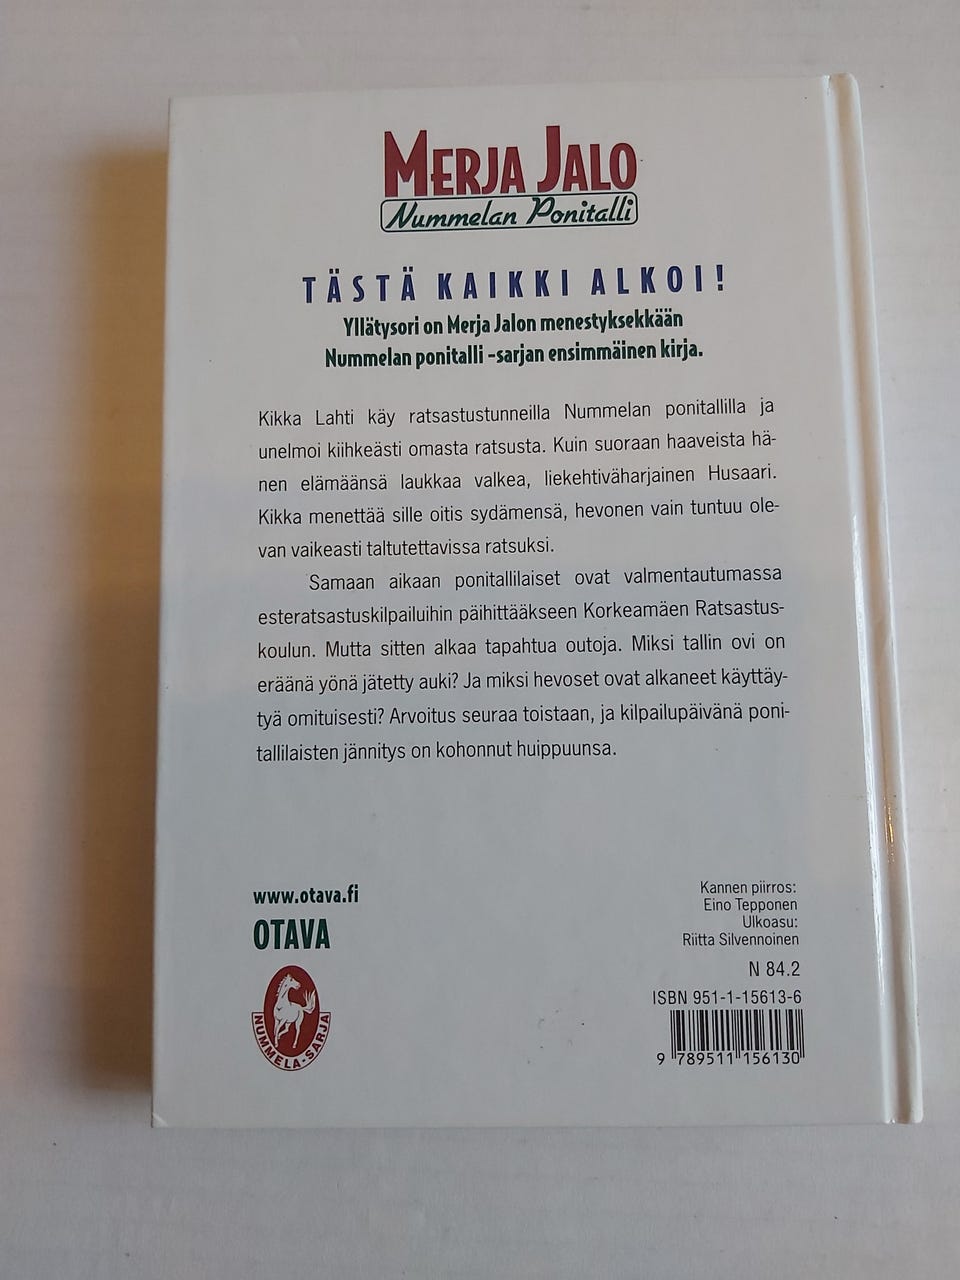 MERJA JALO
Nummelan Ponitalli
TÄSTÄ KAIKKI ALKOI!
Yllätysori on Merja Jalon menestyksekkään
Nummelan ponitalli -sarjan ensimmäinen kirja.
Kikka Lahti käy ratsastustunneilla Nummelan ponitallilla ja
unelmoi kiihkeästi omasta ratsusta. Kuin suoraan haaveista hä-
nen elämäänsä laukkaa valkea, liekehtiväharjainen Husaari.
Kikka menettää sille oitis sydämensä, hevonen vain tuntuu ole-
van vaikeasti taltutettavissa ratsuksi.
Samaan aikaan ponitallilaiset ovat valmentautumassa
esteratsastuskilpailuihin päihittääkseen Korkeamäen Ratsastus-
koulun. Mutta sitten alkaa tapahtua outoja. Miksi tallin ovi on
eräänä yönä jätetty auki? Ja miksi hevoset ovat alkaneet käyttäy-
tyä omituisesti? Arvoitus seuraa toistaan, ja kilpailupäivänä poni-
tallilaisten jännitys on kohonnut huippuunsa.
www.otava.fi
OTAVA
NUMMELA-SARJA
Kannen piirros:
Eino Tepponen
Ulkoasu:
Riitta Silvennoinen
N 84.2
ISBN 951-1-15613-6
9 789511 156130